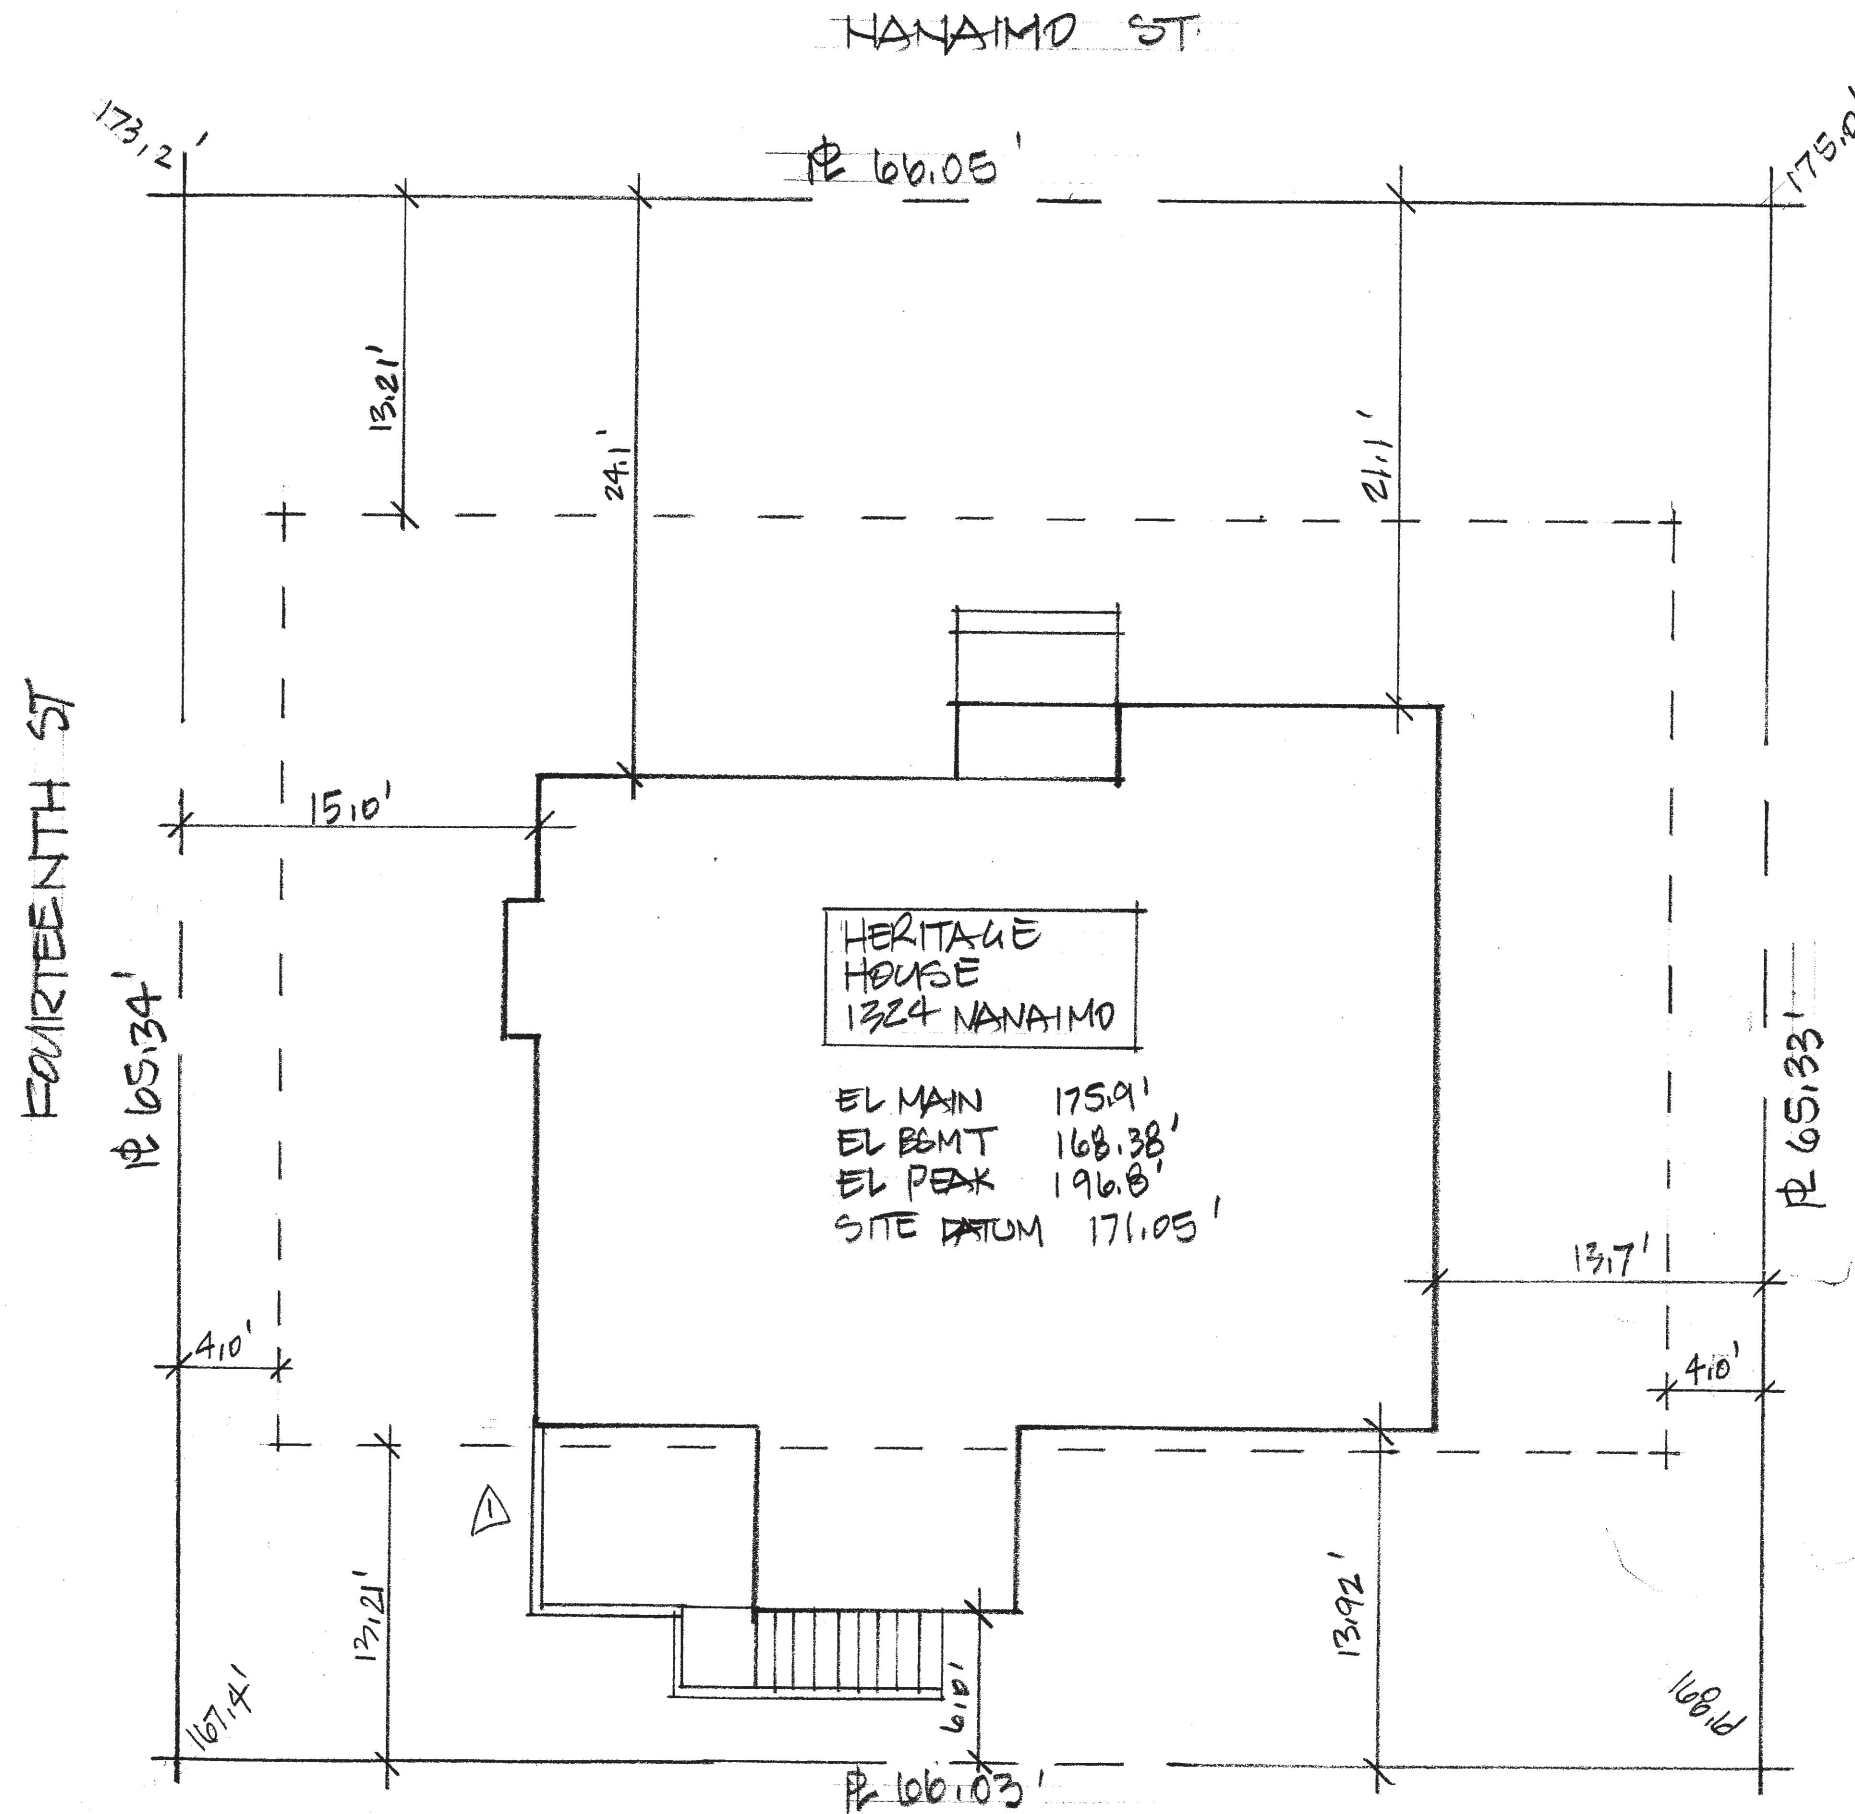 NANAIMO ST.
173.2'
175.0'
PL 66.05'
13.21'
24.1'
21.1'
FOURTEENTH ST
15.0'
HERITAGE
HOUSE
1324 NANAIMO
PL 65.34'
PL 65.33'
EL MAIN 175.9'
EL BSMT 168.38'
EL PEAK 196.8'
SITE DATUM 171.05'
13.7'
4.0'
4.0'
1
13.21'
13.92'
6.0'
167.4'
PL 66.03'